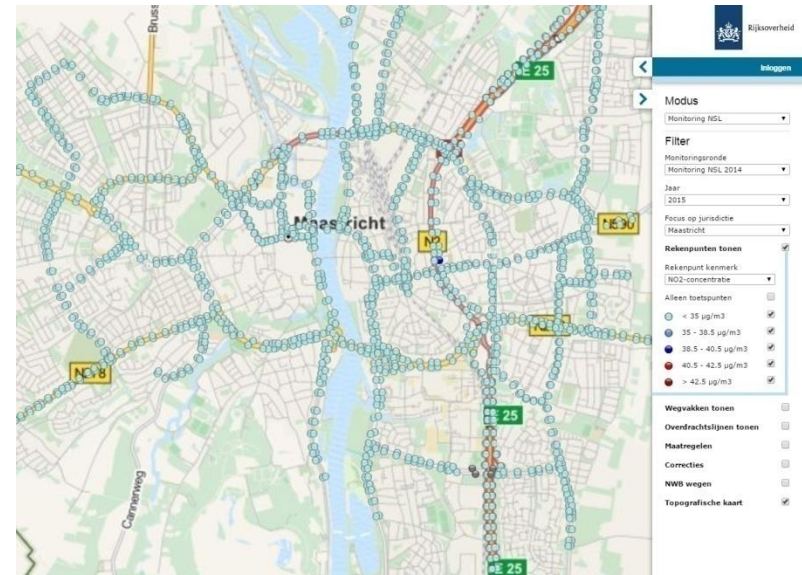 Brus
E 25
Maastricht
N2
N590
N278
E 25
Cannerweg
E 25
Rijksoverheid
Inloggen
Modus
Monitoring NSL
Filter
Monitoringsronde
Monitoring NSL 2014
Jaar
2015
Focus op jurisdictie
Maastricht
Rekenpunten tonen
Rekenpunt kenmerk
NO2-concentratie
Alleen toetspunten
< 35 µg/m3
35 - 38.5 µg/m3
38.5 - 40.5 µg/m3
40.5 - 42.5 µg/m3
> 42.5 µg/m3
Wegvakken tonen
Overdrachtslijnen tonen
Maatregelen
Correcties
NWB wegen
Topografische kaart